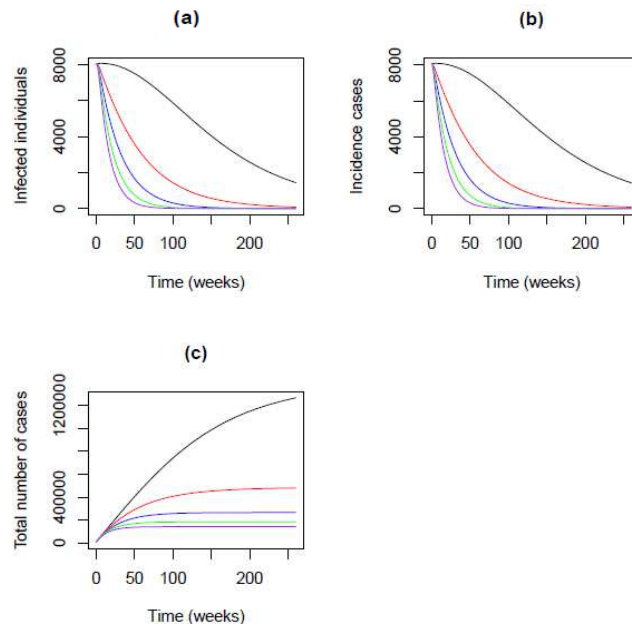 (a)
Infected individuals
8000
4000
0
0 50 100 200
Time (weeks)
(b)
Incidence cases
8000
4000
0
0 50 100 200
Time (weeks)
(c)
Total number of cases
1200000
400000
0
0 50 100 200
Time (weeks)